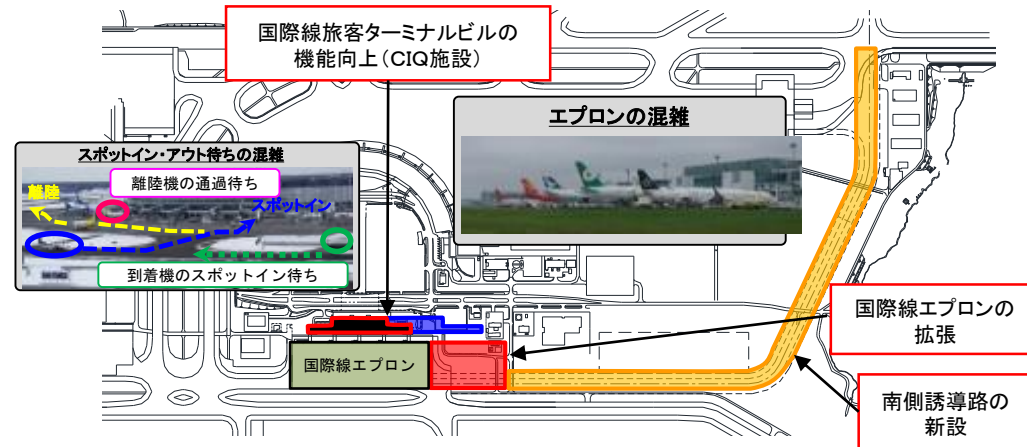 国際線旅客ターミナルビルの
機能向上(CIQ施設)
エプロンの混雑
スポットイン・アウト待ちの混雑
離陸機の通過待ち
離陸
スポットイン
到着機のスポットイン待ち
国際線エプロンの
拡張
国際線エプロン
南側誘導路の
新設